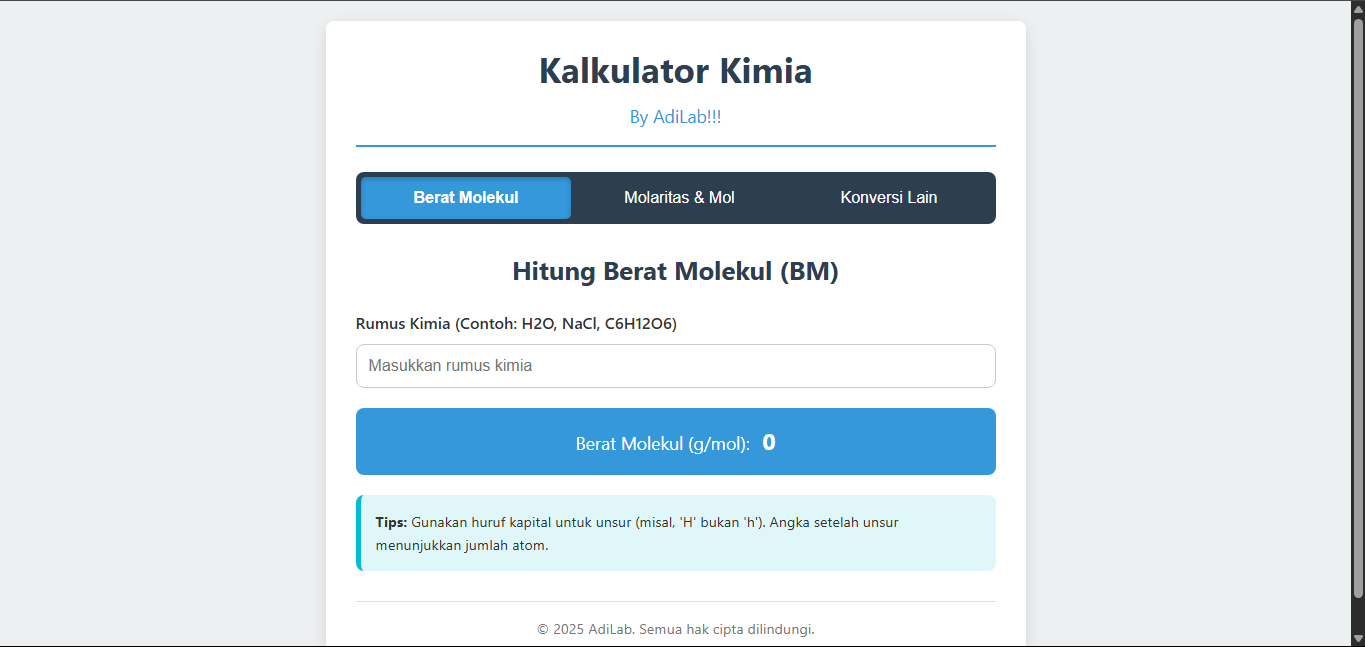 Kalkulator Kimia
By AdiLab!!!
Berat Molekul
Molaritas & Mol
Konversi Lain
Hitung Berat Molekul (BM)
Rumus Kimia (Contoh: H2O, NaCl, C6H12O6)
Masukkan rumus kimia
Berat Molekul (g/mol): 0
Tips: Gunakan huruf kapital untuk unsur (misal, 'H' bukan 'h'). Angka setelah unsur
menunjukkan jumlah atom.
© 2025 AdiLab. Semua hak cipta dilindungi.